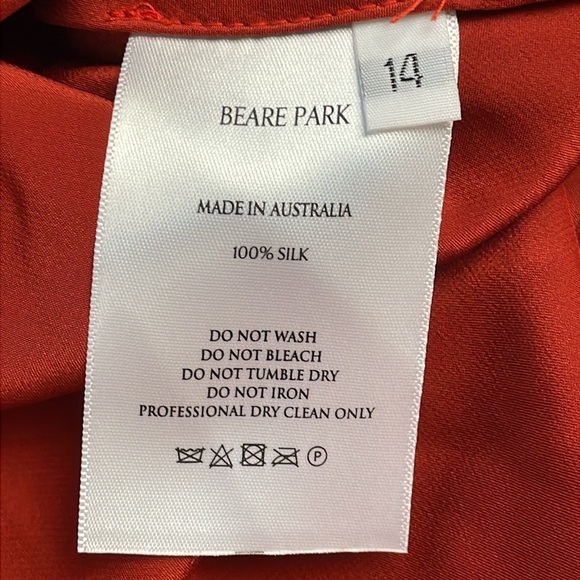 14
BEARE PARK
MADE IN AUSTRALIA
100% SILK
DO NOT WASH
DO NOT BLEACH
DO NOT TUMBLE DRY
DO NOT IRON
PROFESSIONAL DRY CLEAN ONLY
P